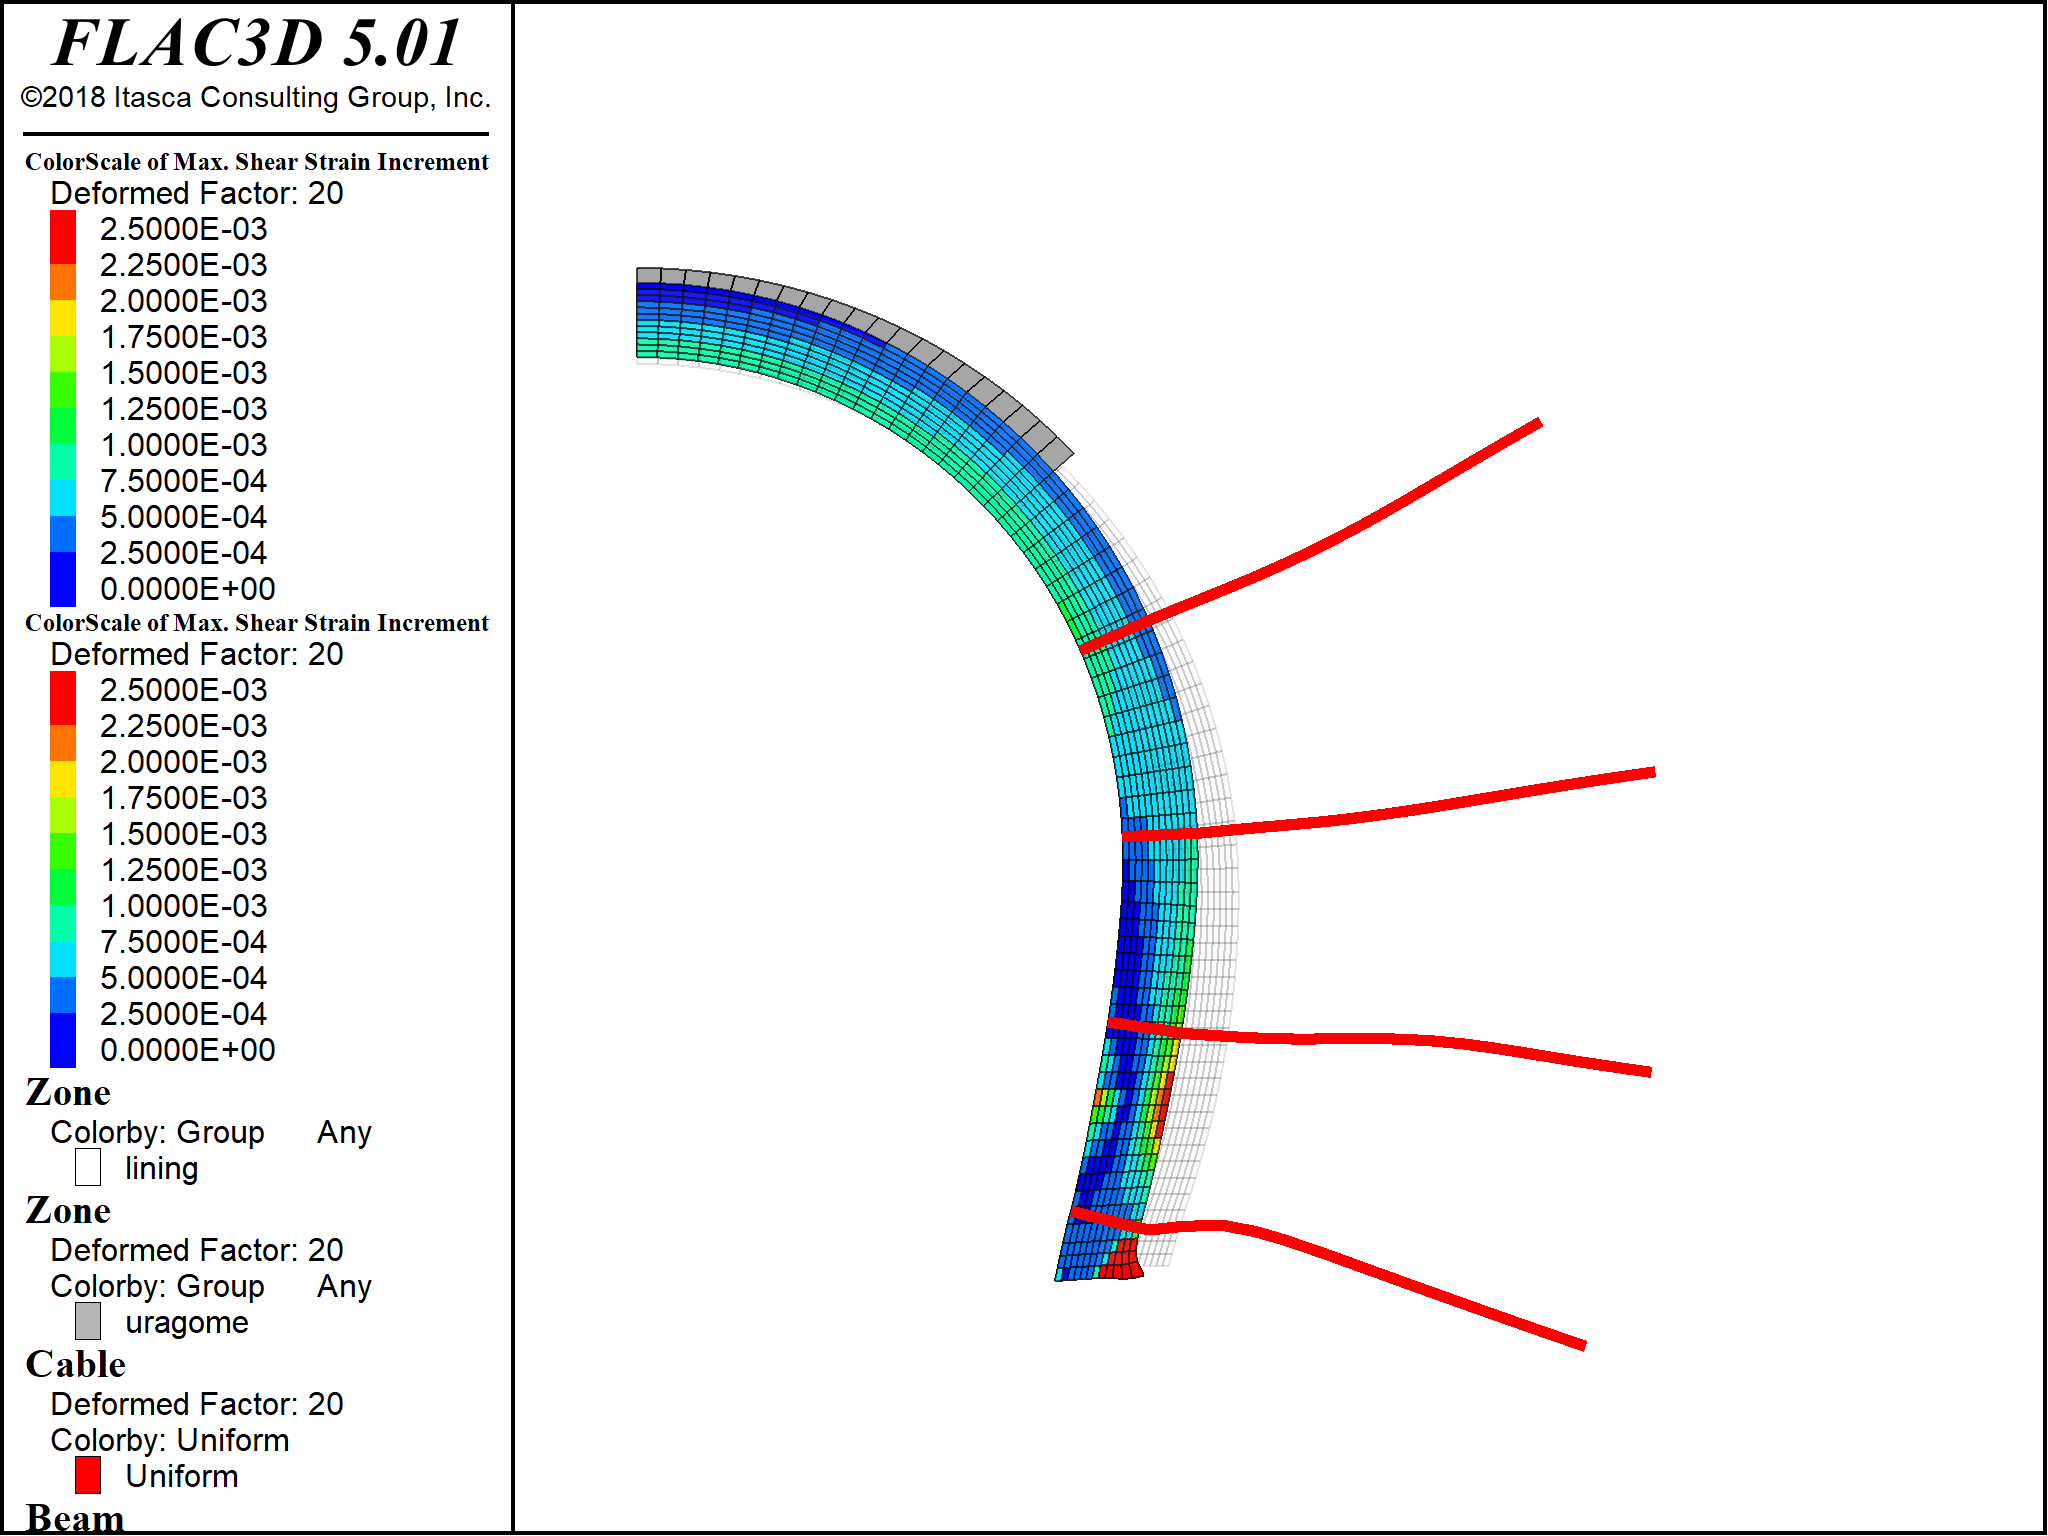 FLAC3D 5.01
©2018 Itasca Consulting Group, Inc.
ColorScale of Max. Shear Strain Increment
Deformed Factor: 20
2.5000E-03
2.2500E-03
2.0000E-03
1.7500E-03
1.5000E-03
1.2500E-03
1.0000E-03
7.5000E-04
5.0000E-04
2.5000E-04
0.0000E+00
ColorScale of Max. Shear Strain Increment
Deformed Factor: 20
2.5000E-03
2.2500E-03
2.0000E-03
1.7500E-03
1.5000E-03
1.2500E-03
1.0000E-03
7.5000E-04
5.0000E-04
2.5000E-04
0.0000E+00
Zone
Colorby: Group Any
lining
Zone
Deformed Factor: 20
Colorby: Group Any
uragome
Cable
Deformed Factor: 20
Colorby: Uniform
Uniform
Beam